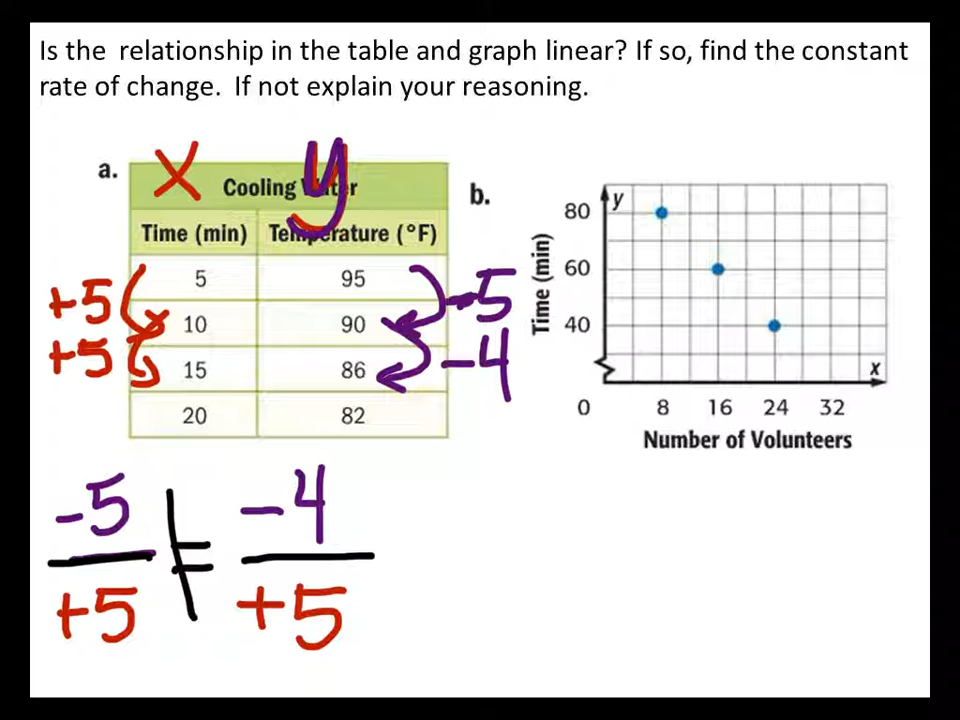 Is the relationship in the table and graph linear? If so, find the constant
rate of change. If not explain your reasoning.
a.
x y
Cooling Water
Time (min) Temperature (°F)
5 95
10 90
15 86
20 82
+5
+5
-5
-4
-5 ≠ -4
+5 +5
b.
y
80
60
40
0 8 16 24 32
x
Time (min)
Number of Volunteers